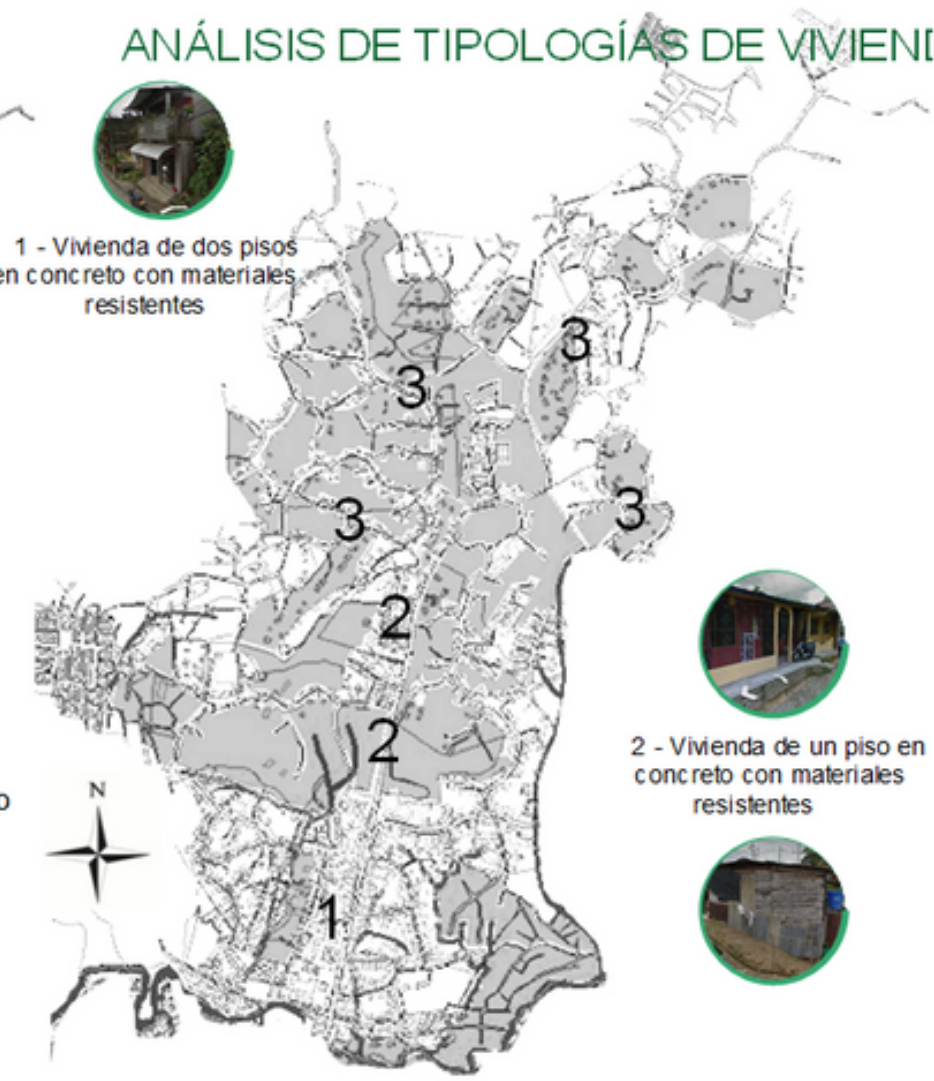 ANÁLISIS DE TIPOLOGÍAS DE VIVIEND
1 - Vivienda de dos pisos
en concreto con materiales
resistentes
3
3
3
3
2
2 - Vivienda de un piso en
concreto con materiales
resistentes
2
o
N
1